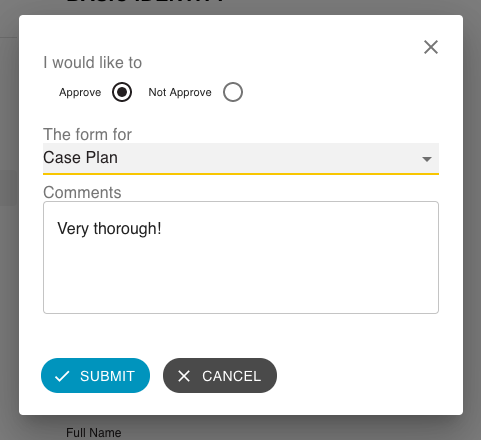 I would like to
Approve Not Approve
The form for
Case Plan
Comments
Very thorough!
SUBMIT CANCEL
Full Name